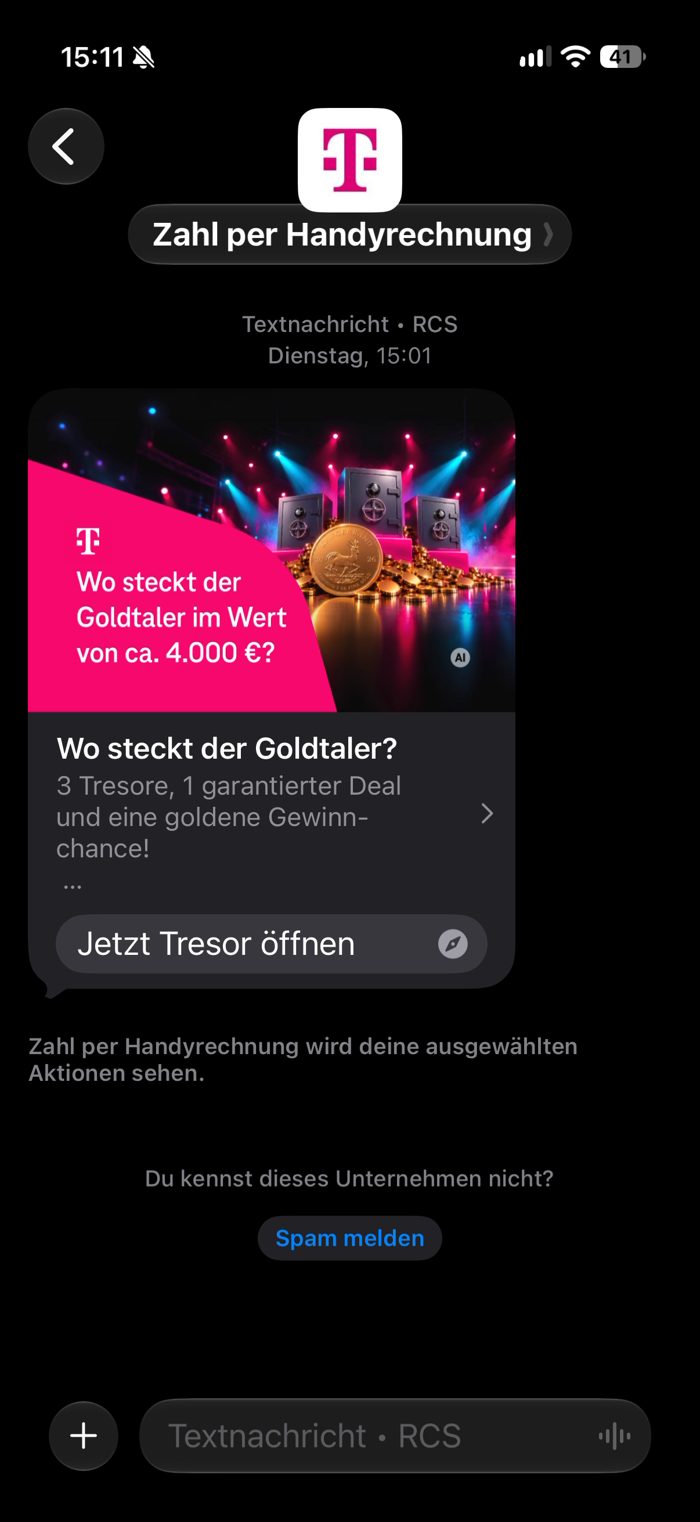 15:11
41
Zahl per Handyrechnung
Textnachricht • RCS
Dienstag, 15:01
T
Wo steckt der
Goldtaler im Wert
von ca. 4.000 €?
AI
Wo steckt der Goldtaler?
3 Tresore, 1 garantierter Deal
und eine goldene Gewinn-
chance!
...
Jetzt Tresor öffnen
Zahl per Handyrechnung wird deine ausgewählten
Aktionen sehen.
Du kennst dieses Unternehmen nicht?
Spam melden
Textnachricht • RCS